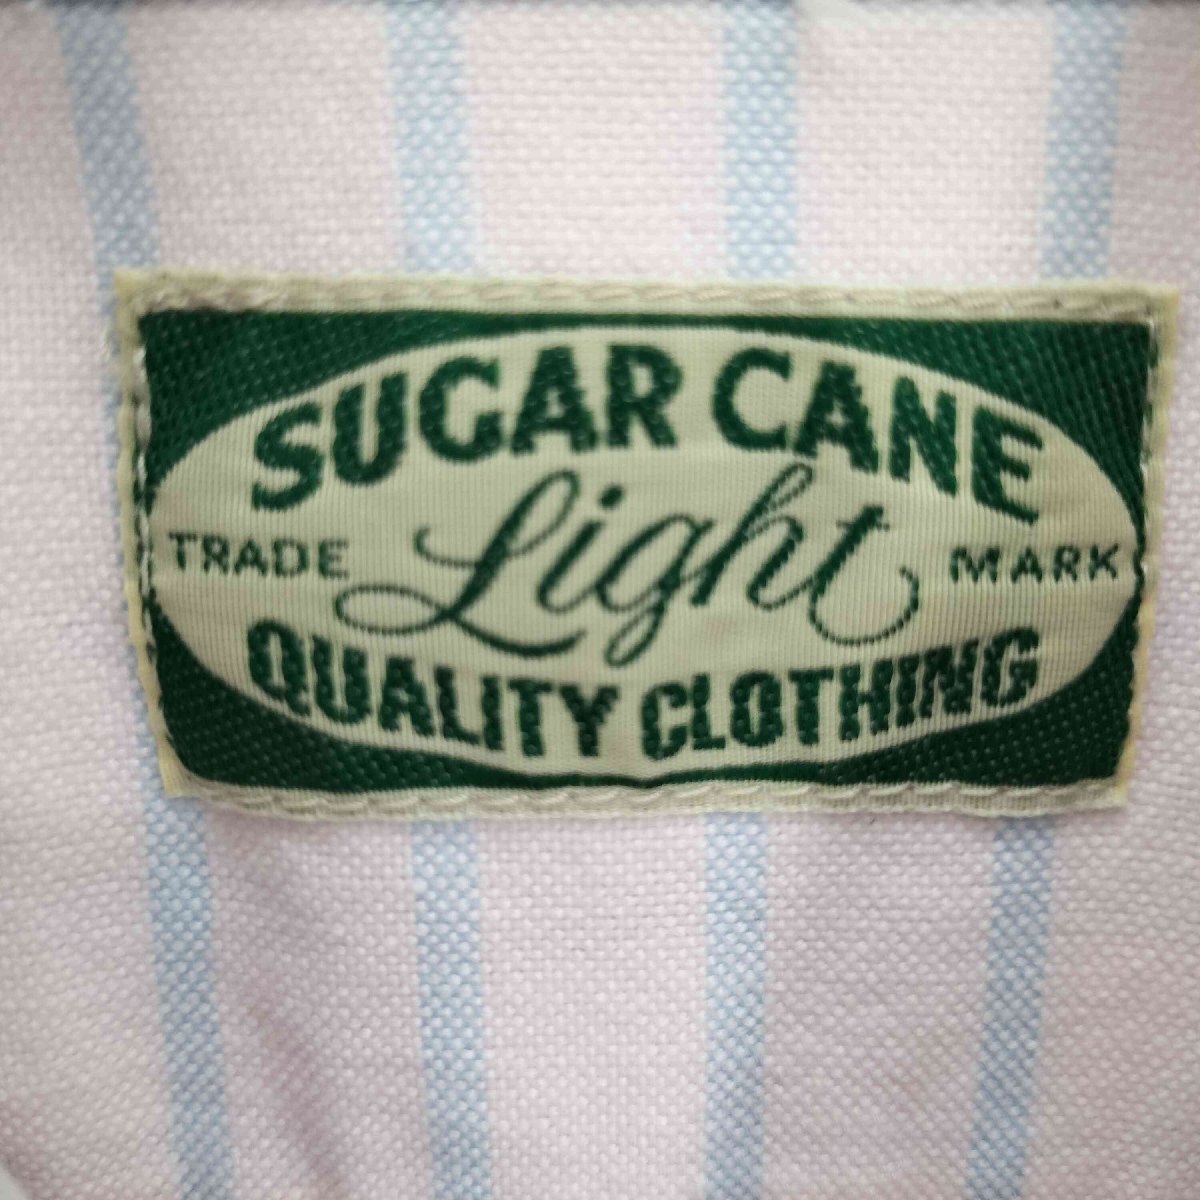 SUGAR CANE
TRADE Light MARK
QUALITY CLOTHING